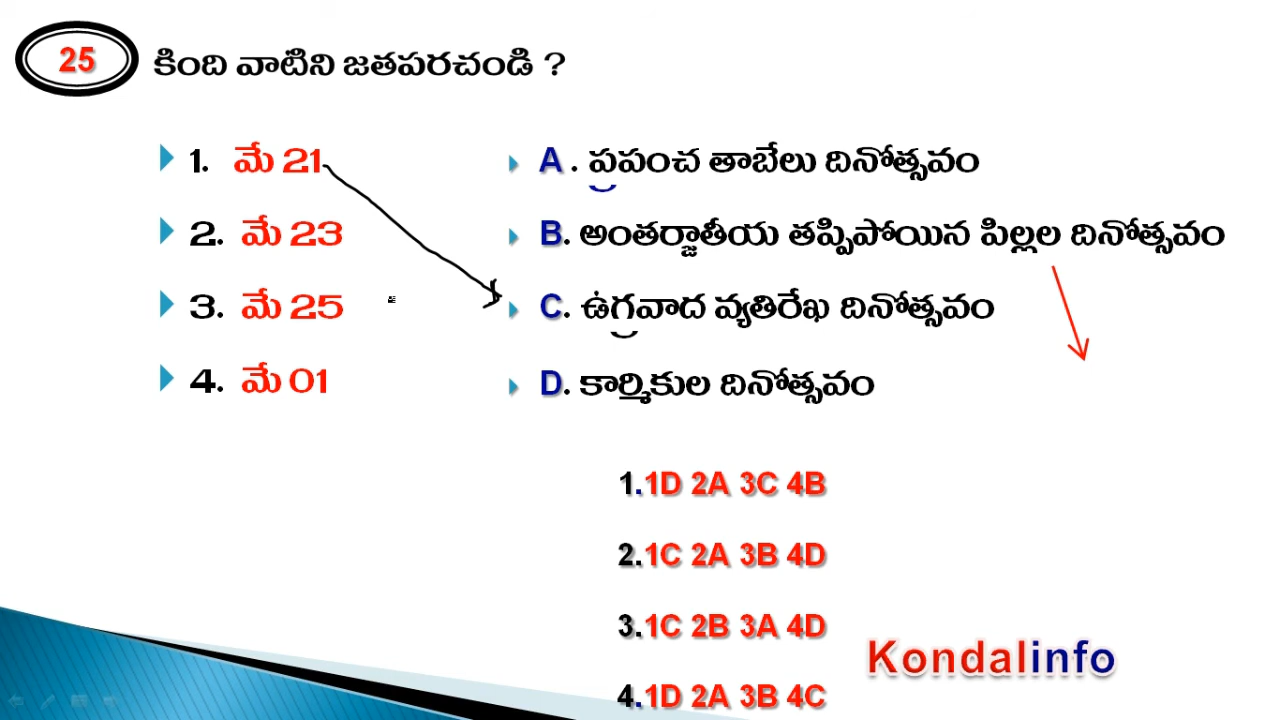 25 కింది వాటిని జతపరచండి ?
1. మే 21
A . ప్రపంచ తాబేలు దినోత్సవం
2. మే 23
B. అంతర్జాతీయ తప్పిపోయిన పిల్లల దినోత్సవం
3. మే 25
C. ఉగ్రవాద వ్యతిరేఖ దినోత్సవం
4. మే 01
D. కార్మికుల దినోత్సవం
1.1D 2A 3C 4B
2.1C 2A 3B 4D
3.1C 2B 3A 4D
4.1D 2A 3B 4C
Kondalinfo